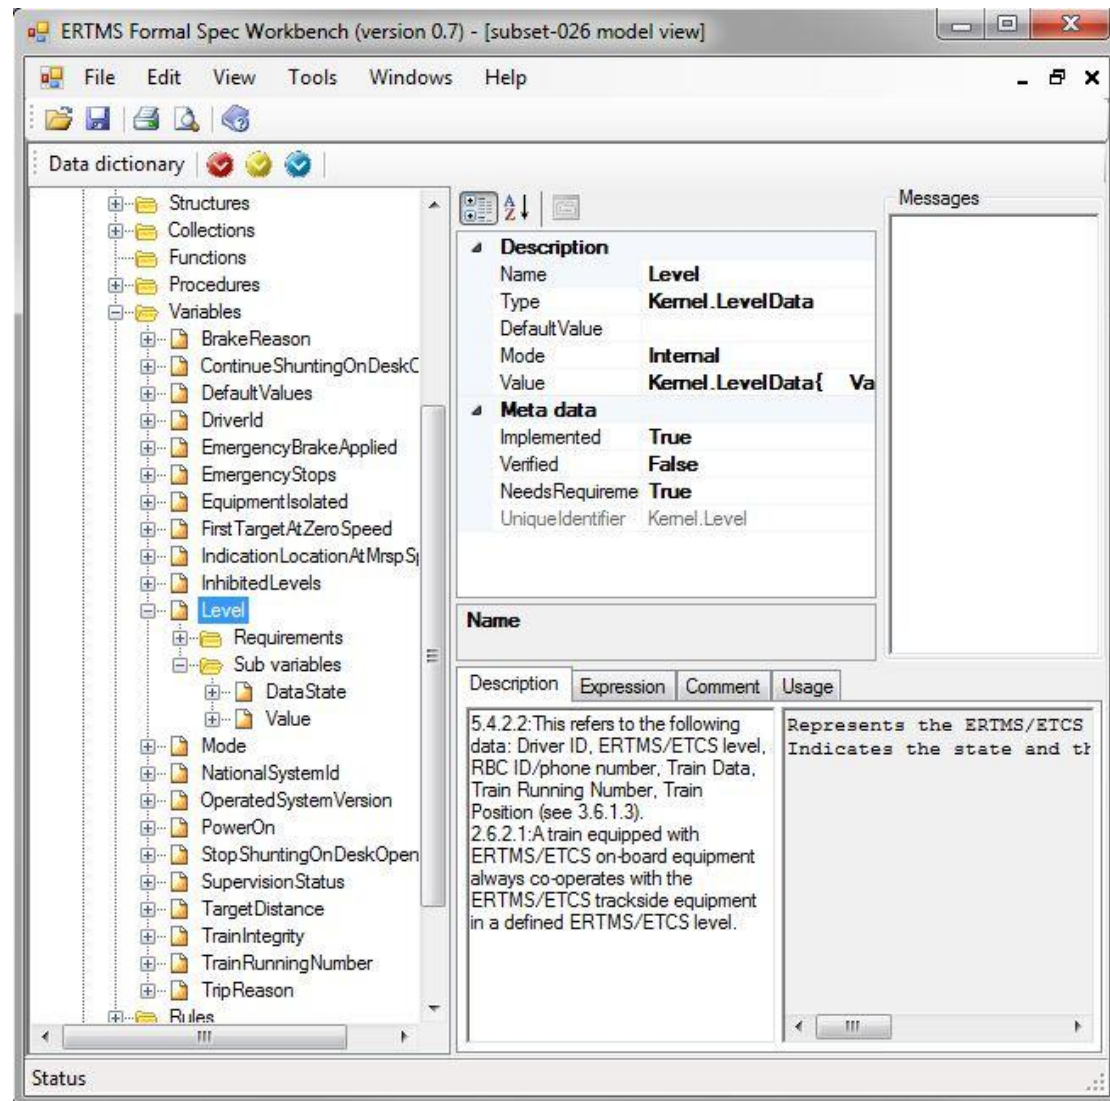 ERTMS Formal Spec Workbench (version 0.7) - [subset-026 model view]
File Edit View Tools Windows Help
Data dictionary
Structures
Collections
Functions
Procedures
Variables
BrakeReason
ContinueShuntingOnDeskC
DefaultValues
DriverId
EmergencyBrakeApplied
EmergencyStops
EquipmentIsolated
FirstTargetAtZeroSpeed
IndicationLocationAtMrspSp
InhibitedLevels
Level
Requirements
Sub variables
DataState
Value
Mode
NationalSystemId
OperatedSystemVersion
PowerOn
StopShuntingOnDeskOpen
SupervisionStatus
TargetDistance
TrainIntegrity
TrainRunningNumber
TripReason
Rules
Description
Name Level
Type Kernel.LevelData
DefaultValue
Mode Internal
Value Kernel.LevelData{ Va
Meta data
Implemented True
Verified False
NeedsRequireme True
UniqueIdentifier Kernel.Level
Name
Messages
Description Expression Comment Usage
5.4.2.2:This refers to the following
data: Driver ID, ERTMS/ETCS level,
RBC ID/phone number, Train Data,
Train Running Number, Train
Position (see 3.6.1.3).
2.6.2.1:A train equipped with
ERTMS/ETCS on-board equipment
always co-operates with the
ERTMS/ETCS trackside equipment
in a defined ERTMS/ETCS level.
Represents the ERTMS/ETCS
Indicates the state and th
Status